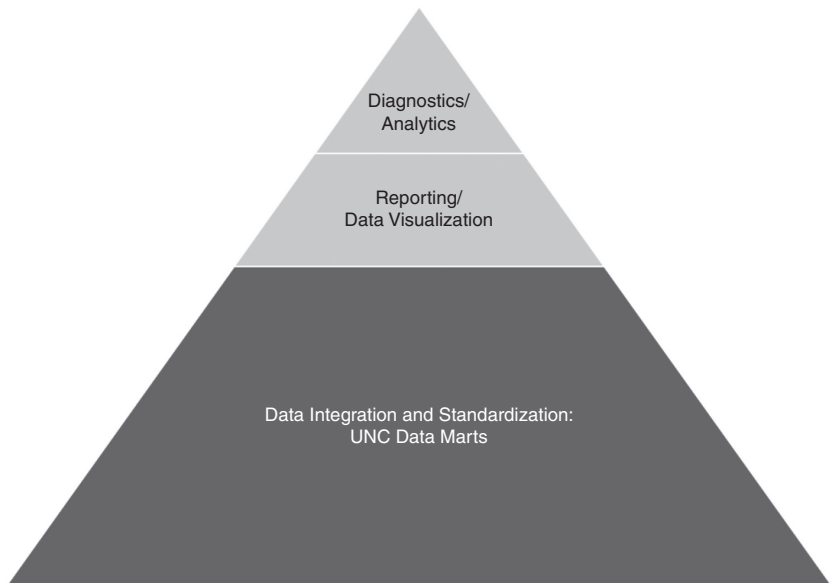 Diagnostics/
Analytics
Reporting/
Data Visualization
Data Integration and Standardization:
UNC Data Marts